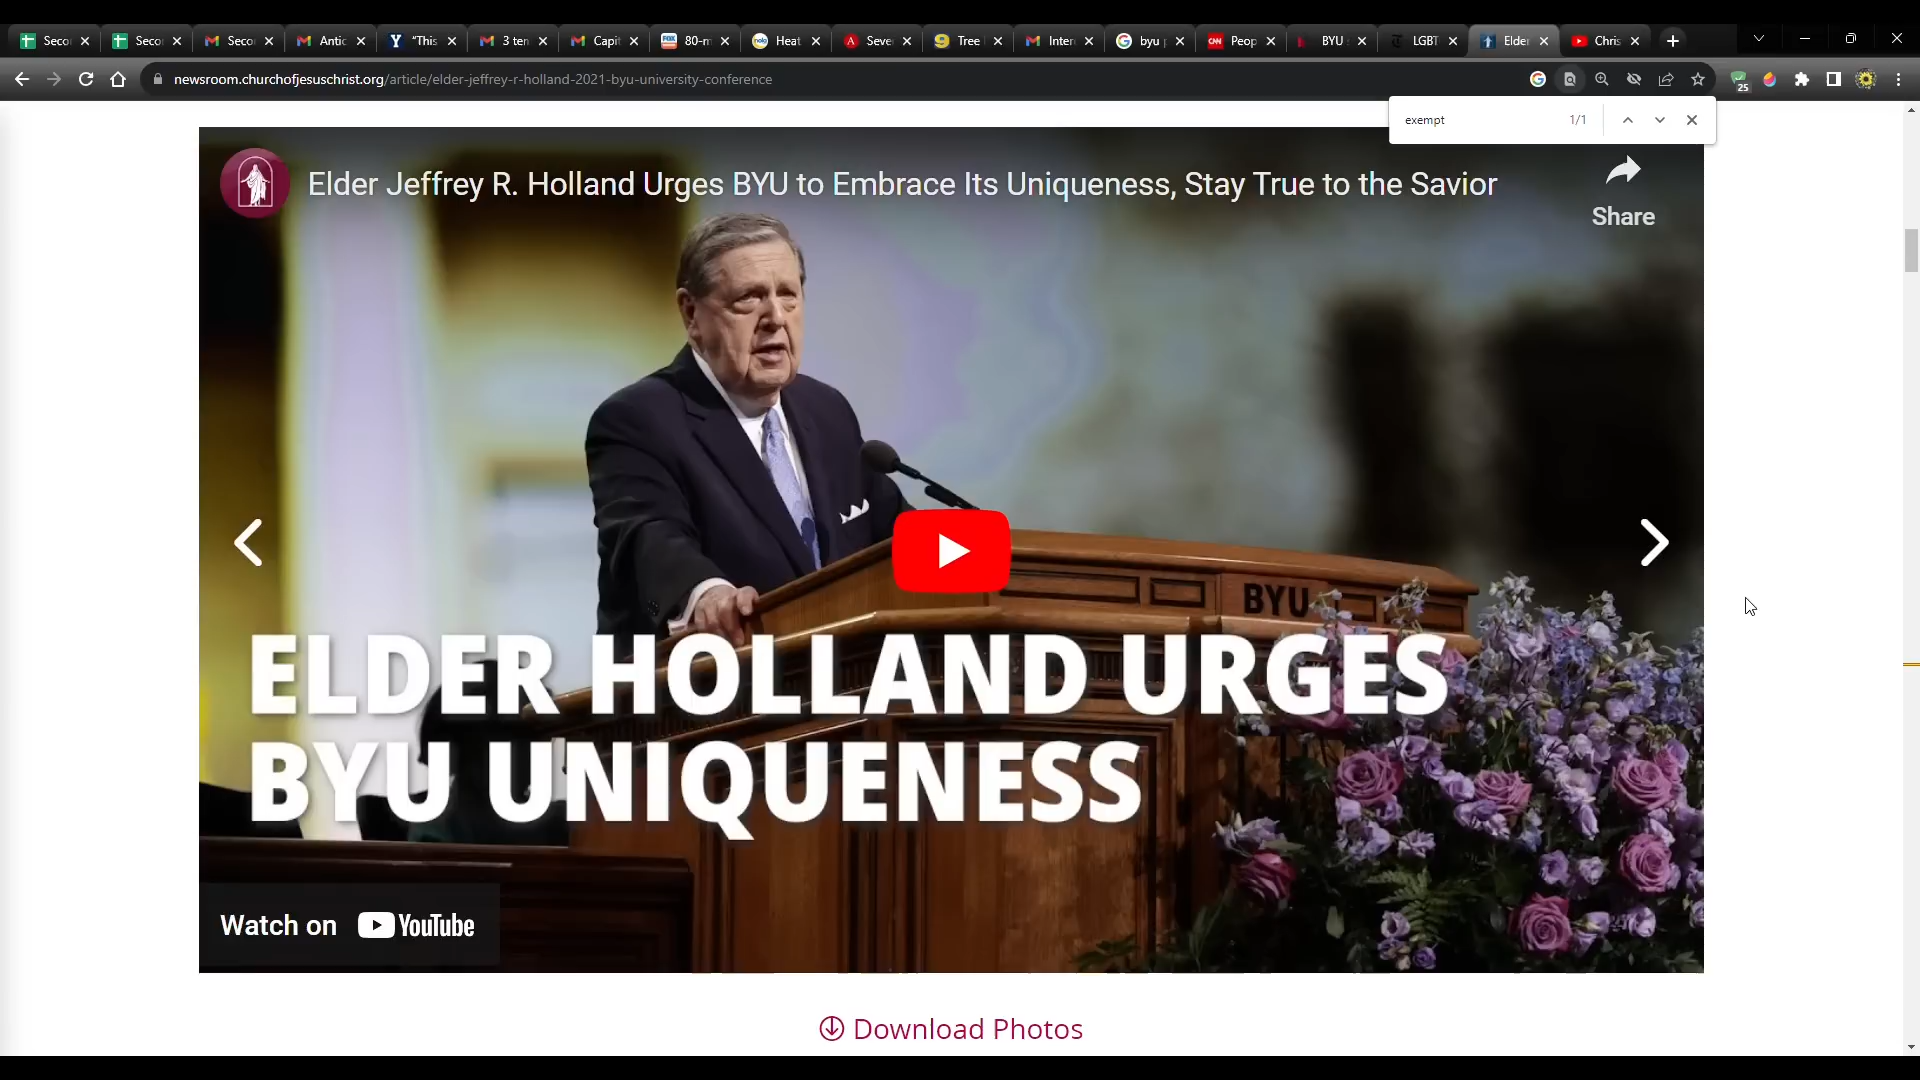 Seco
Seco
Seco
Antic
"This
3 ten
Capit
80-m
Heat
Seve
Tree
Inter
byu p
Peop
BYU
LGBT
Elder
Chris
newsroom.churchofjesuschrist.org/article/elder-jeffrey-r-holland-2021-byu-university-conference
25
exempt 1/1
Elder Jeffrey R. Holland Urges BYU to Embrace Its Uniqueness, Stay True to the Savior
Share
BYU
ELDER HOLLAND URGES
BYU UNIQUENESS
Watch on YouTube
Download Photos